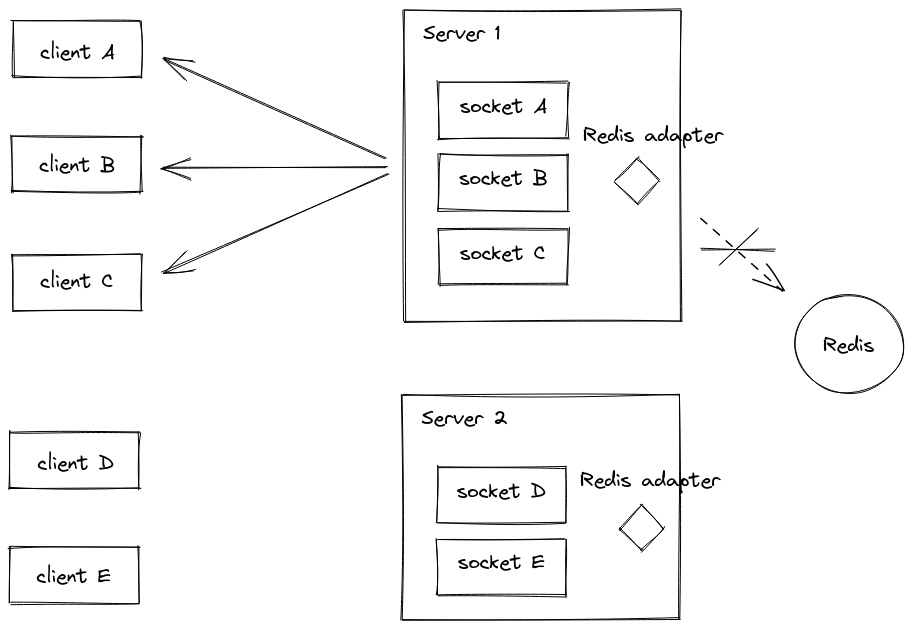 client A
client B
client C
client D
client E
Server 1
socket A
socket B
socket C
Redis adapter
Redis
Server 2
socket D
socket E
Redis adapter